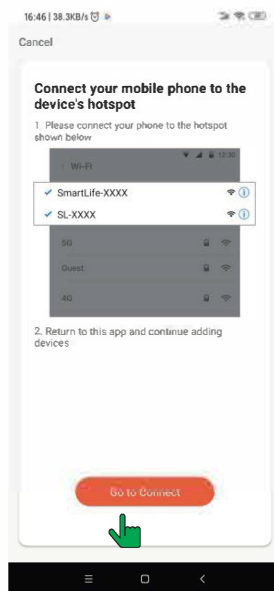 16:46 | 38.3KB/s
Cancel
Connect your mobile phone to the
device's hotspot
1. Please connect your phone to the hotspot
shown below
12:30
Wi-Fi
SmartLife-XXXX
SL-XXXX
5G
Guest
4G
2. Return to this app and continue adding
devices
Go to Connect